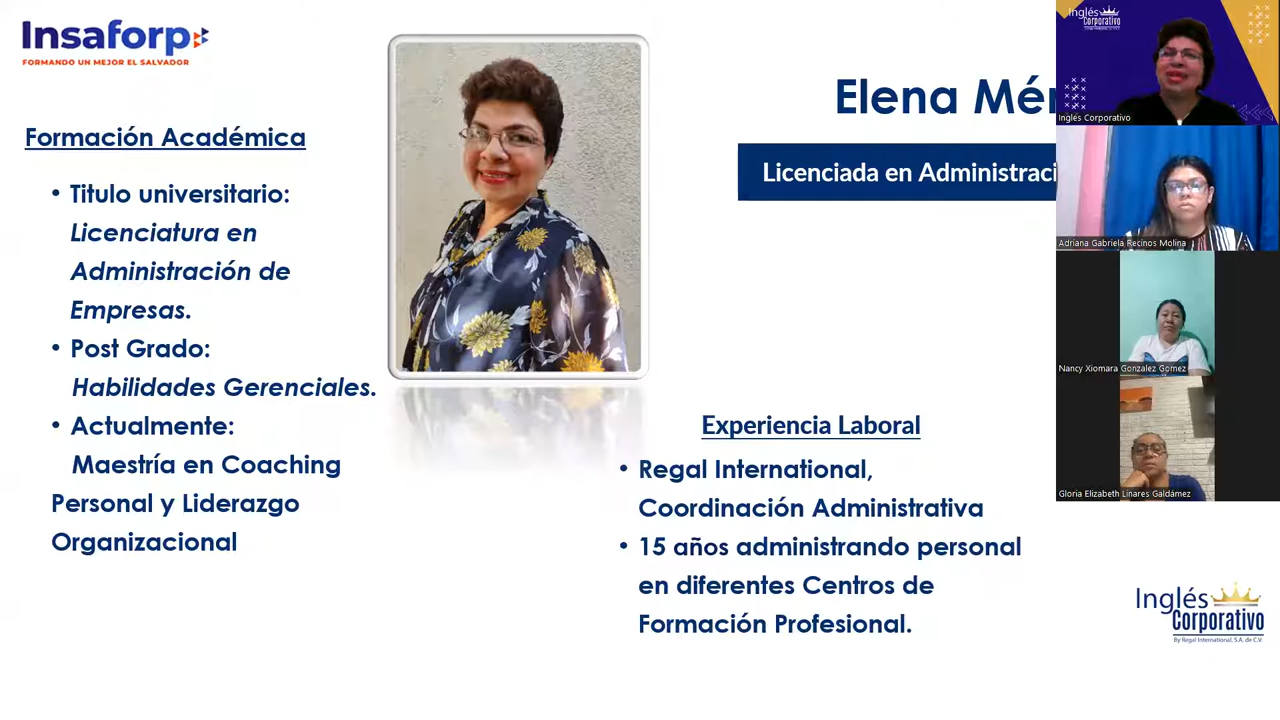 Insaforp
FORMANDO UN MEJOR EL SALVADOR
Formación Académica
• Titulo universitario:
Licenciatura en
Administración de
Empresas.
• Post Grado:
Habilidades Gerenciales.
• Actualmente:
Maestría en Coaching
Personal y Liderazgo
Organizacional
Elena
Licenciada en
Experiencia Laboral
• Regal International,
Coordinación Administrativa
• 15 años administrando personal
en diferentes Centros de
Formación Profesional.
Inglés
Corporativo
Inglés Corporativo
Adriana Gabriela Recinos Molina
Nancy Xiomara Gonzalez Gomez
Gloria Elizabeth Linares Galdámez
Inglés
Corporativo
By Regal International, S.A. de C.V.